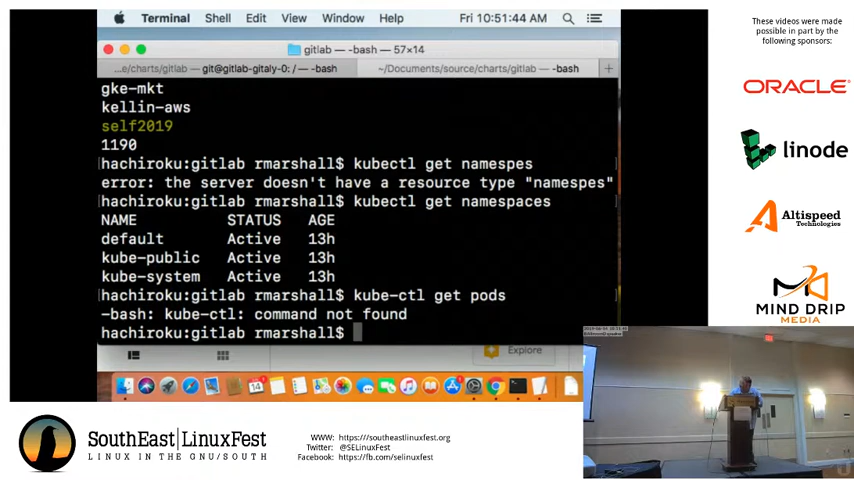 Terminal Shell Edit View Window Help Fri 10:51:44 AM
gitlab — -bash — 57×14
...e/charts/gitlab — git@gitlab-gitaly-0: / — -bash
~/Documents/source/charts/gitlab — -bash
gke-mkt
kellin-aws
self2019
1190
hachiroku:gitlab rmarshall$ kubectl get namespes
error: the server doesn't have a resource type "namespes"
hachiroku:gitlab rmarshall$ kubectl get namespaces
NAME STATUS AGE
default Active 13h
kube-public Active 13h
kube-system Active 13h
hachiroku:gitlab rmarshall$ kube-ctl get pods
-bash: kube-ctl: command not found
hachiroku:gitlab rmarshall$
Explore
14
These videos were made
possible in part by the
following sponsors:
ORACLE
linode
Altispeed
Technologies
MIND DRIP
MEDIA
SouthEast|LinuxFest
LINUX IN THE GNU/SOUTH
WWW: https://southeastlinuxfest.org
Twitter: @SELinuxFest
Facebook: https://fb.com/selinuxfest